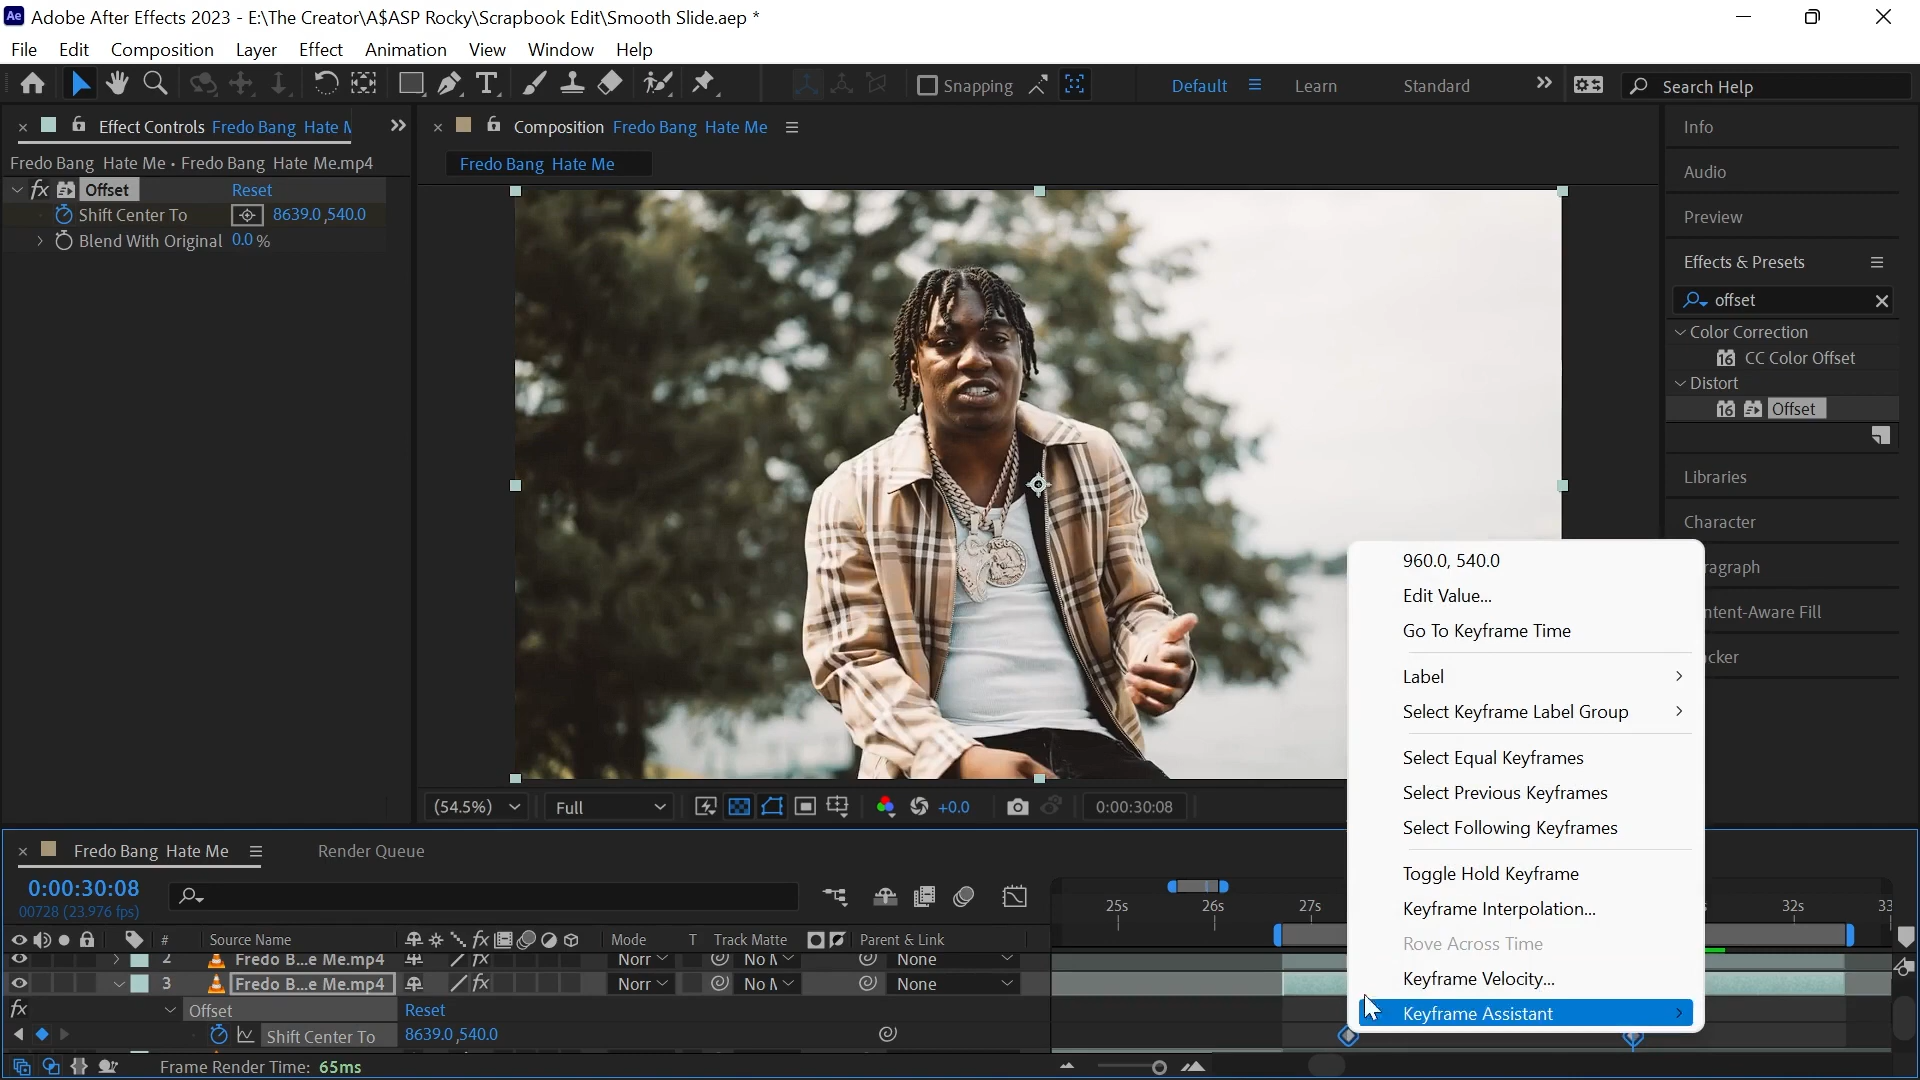 Ae Adobe After Effects 2023 - E:\The Creator\A$ASP Rocky\Scrapbook Edit\Smooth Slide.aep *
File Edit Composition Layer Effect Animation View Window Help
T Snapping Default Learn Standard Search Help
Effect Controls Fredo Bang Hate
Fredo Bang Hate Me • Fredo Bang Hate Me.mp4
fx Offset Reset
Shift Center To 8639.0,540.0
Blend With Original 0.0 %
Composition Fredo Bang Hate Me
Fredo Bang Hate Me
(54.5%) Full +0.0 0:00:30:08
Info
Audio
Preview
Effects & Presets
offset
Color Correction
16 CC Color Offset
Distort
16 Offset
Libraries
Character
ragraph
ntent-Aware Fill
cker
960.0, 540.0
Edit Value...
Go To Keyframe Time
Label
Select Keyframe Label Group
Select Equal Keyframes
Select Previous Keyframes
Select Following Keyframes
Toggle Hold Keyframe
Keyframe Interpolation...
Rove Across Time
Keyframe Velocity...
Keyframe Assistant
Fredo Bang Hate Me Render Queue
0:00:30:08
00728 (23.976 fps)
25s 26s 27s 32s 33
# Source Name fx Mode T Track Matte Parent & Link
2 Fredo B...e Me.mp4 fx Norr No None
3 Fredo B...e Me.mp4 fx Norr No None
fx Offset Reset
Shift Center To 8639.0,540.0
Frame Render Time: 65ms